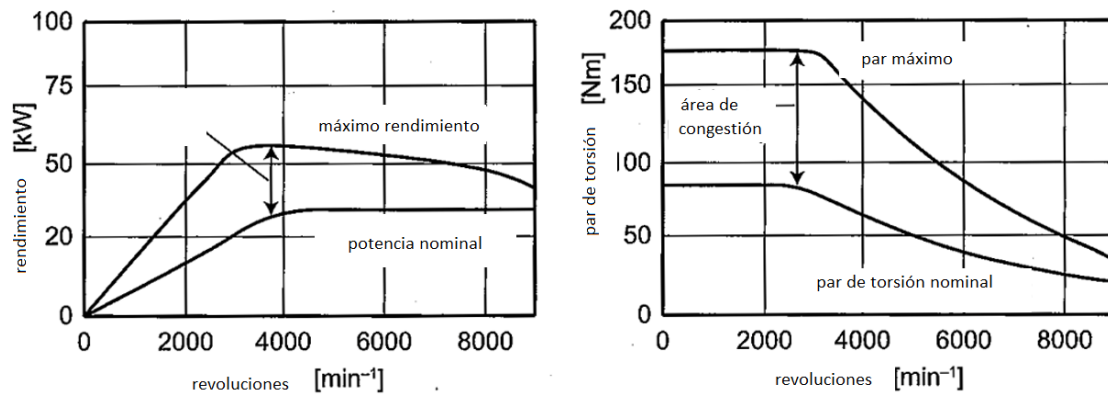 100
75
50
20
0
rendimiento [kW]
máximo rendimiento
potencia nominal
0 2000 4000 6000 8000
revoluciones [min⁻¹]
200
150
100
50
0
par de torsión [Nm]
par máximo
área de
congestión
par de torsión nominal
0 2000 4000 6000 8000
revoluciones [min⁻¹]